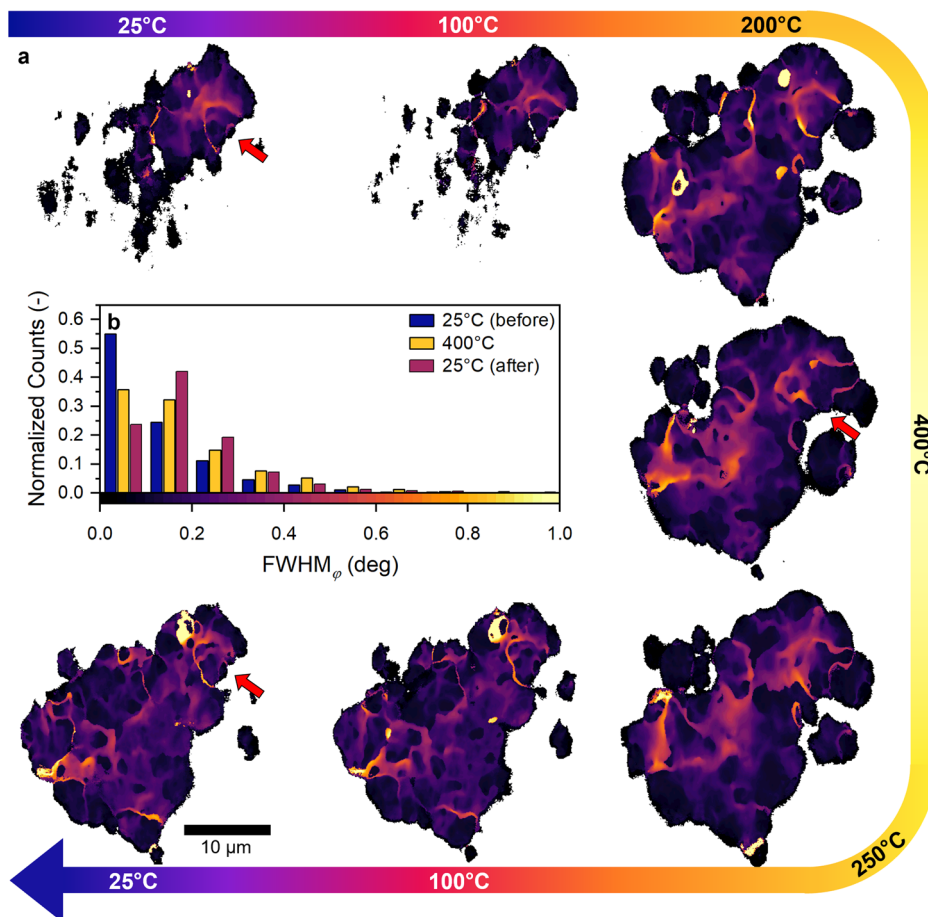 25°C 100°C 200°C
a
b
0.6
0.5
0.4
0.3
0.2
0.1
0.0
Normalized Counts (-)
25°C (before)
400°C
25°C (after)
0.0 0.2 0.4 0.6 0.8 1.0
FWHMφ (deg)
400°C
10 µm
250°C
25°C 100°C